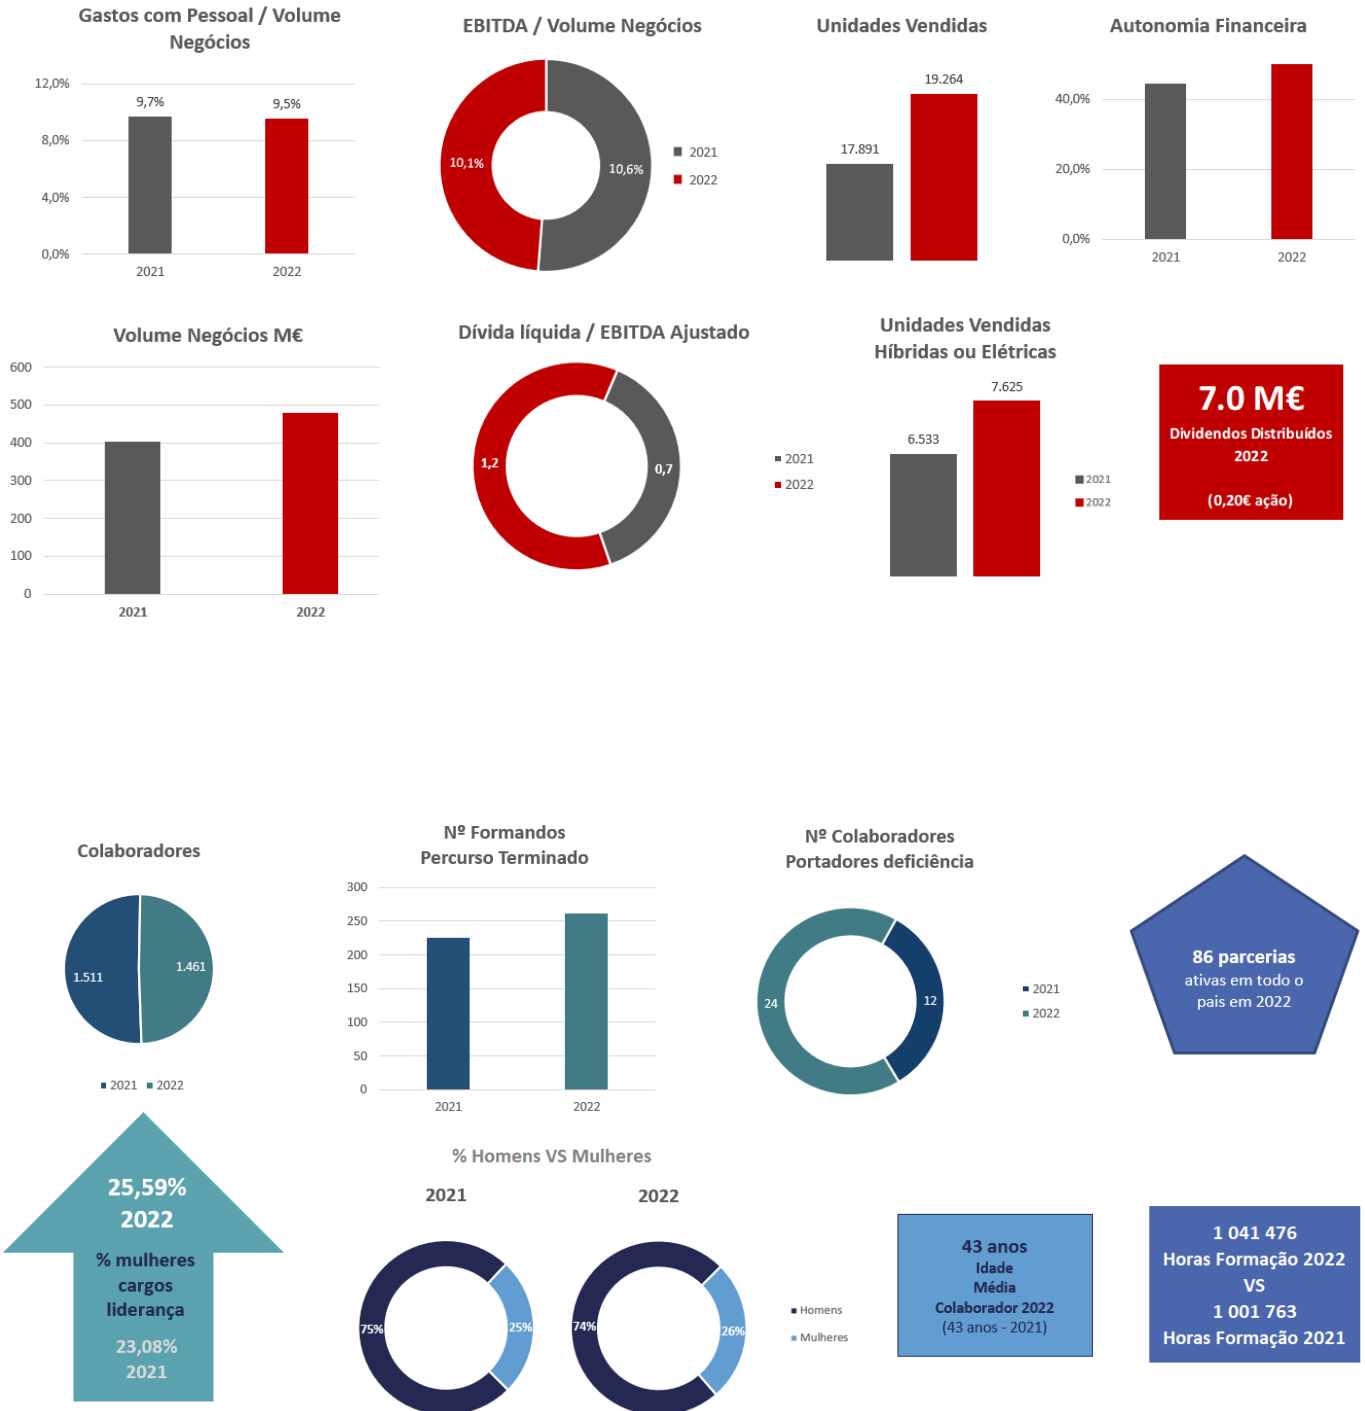 Gastos com Pessoal / Volume
Negócios
12,0%
8,0%
4,0%
0,0%
9,7%
9,5%
2021
2022
EBITDA / Volume Negócios
10,1%
10,6%
2021
2022
Unidades Vendidas
17.891
19.264
Autonomia Financeira
40,0%
20,0%
0,0%
2021
2022
Volume Negócios M€
600
500
400
300
200
100
0
2021
2022
Dívida líquida / EBITDA Ajustado
1,2
0,7
2021
2022
Unidades Vendidas
Híbridas ou Elétricas
6.533
7.625
2021
2022
7.0 M€
Dividendos Distribuídos
2022
(0,20€ ação)
Colaboradores
1.511
1.461
2021
2022
Nº Formandos
Percurso Terminado
300
250
200
150
100
50
0
2021
2022
Nº Colaboradores
Portadores deficiência
24
12
2021
2022
86 parcerias
ativas em todo o
pais em 2022
25,59%
2022
% mulheres
cargos
liderança
23,08%
2021
% Homens VS Mulheres
2021
2022
75%
25%
74%
26%
Homens
Mulheres
43 anos
Idade
Média
Colaborador 2022
(43 anos - 2021)
1 041 476
Horas Formação 2022
VS
1 001 763
Horas Formação 2021